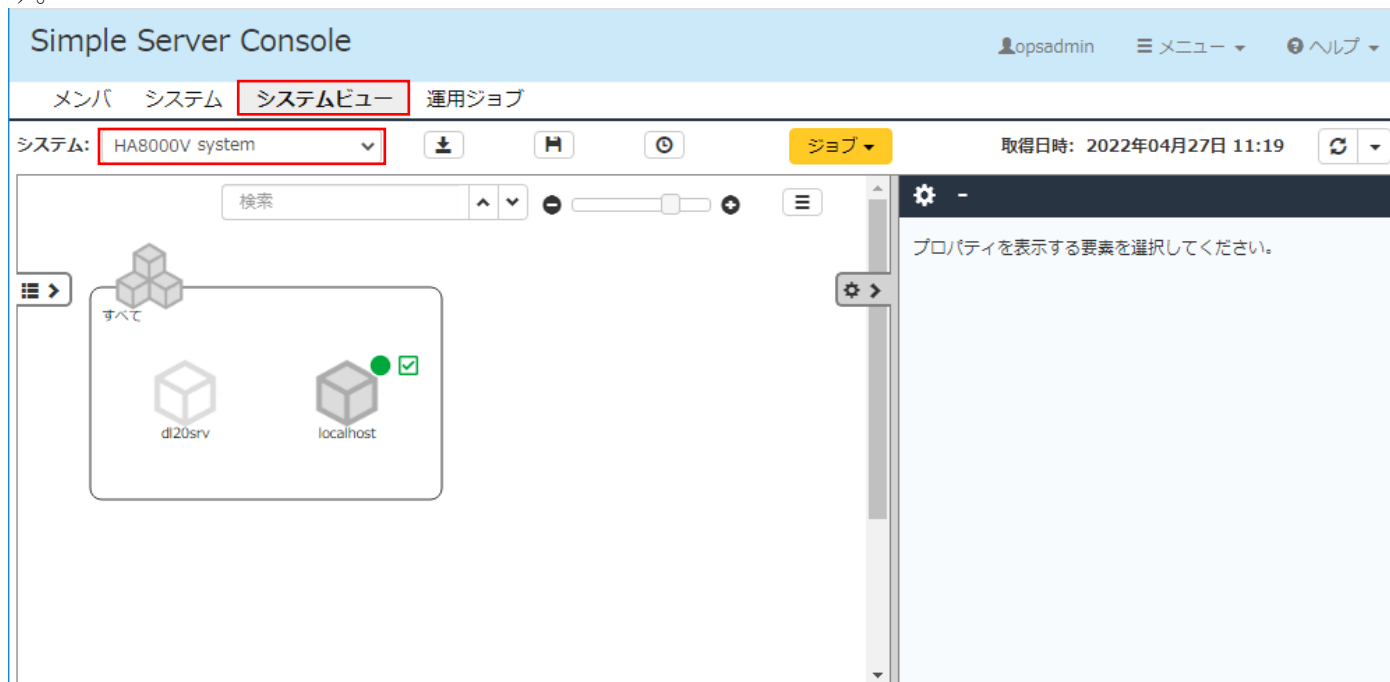 す。
Simple Server Console
opsadmin メニュー ヘルプ
メンバ システム システムビュー 運用ジョブ
システム: HA8000V system ジョブ 取得日時: 2022年04月27日 11:19
検索
-
プロパティを表示する要素を選択してください。
すべて
dl20srv localhost